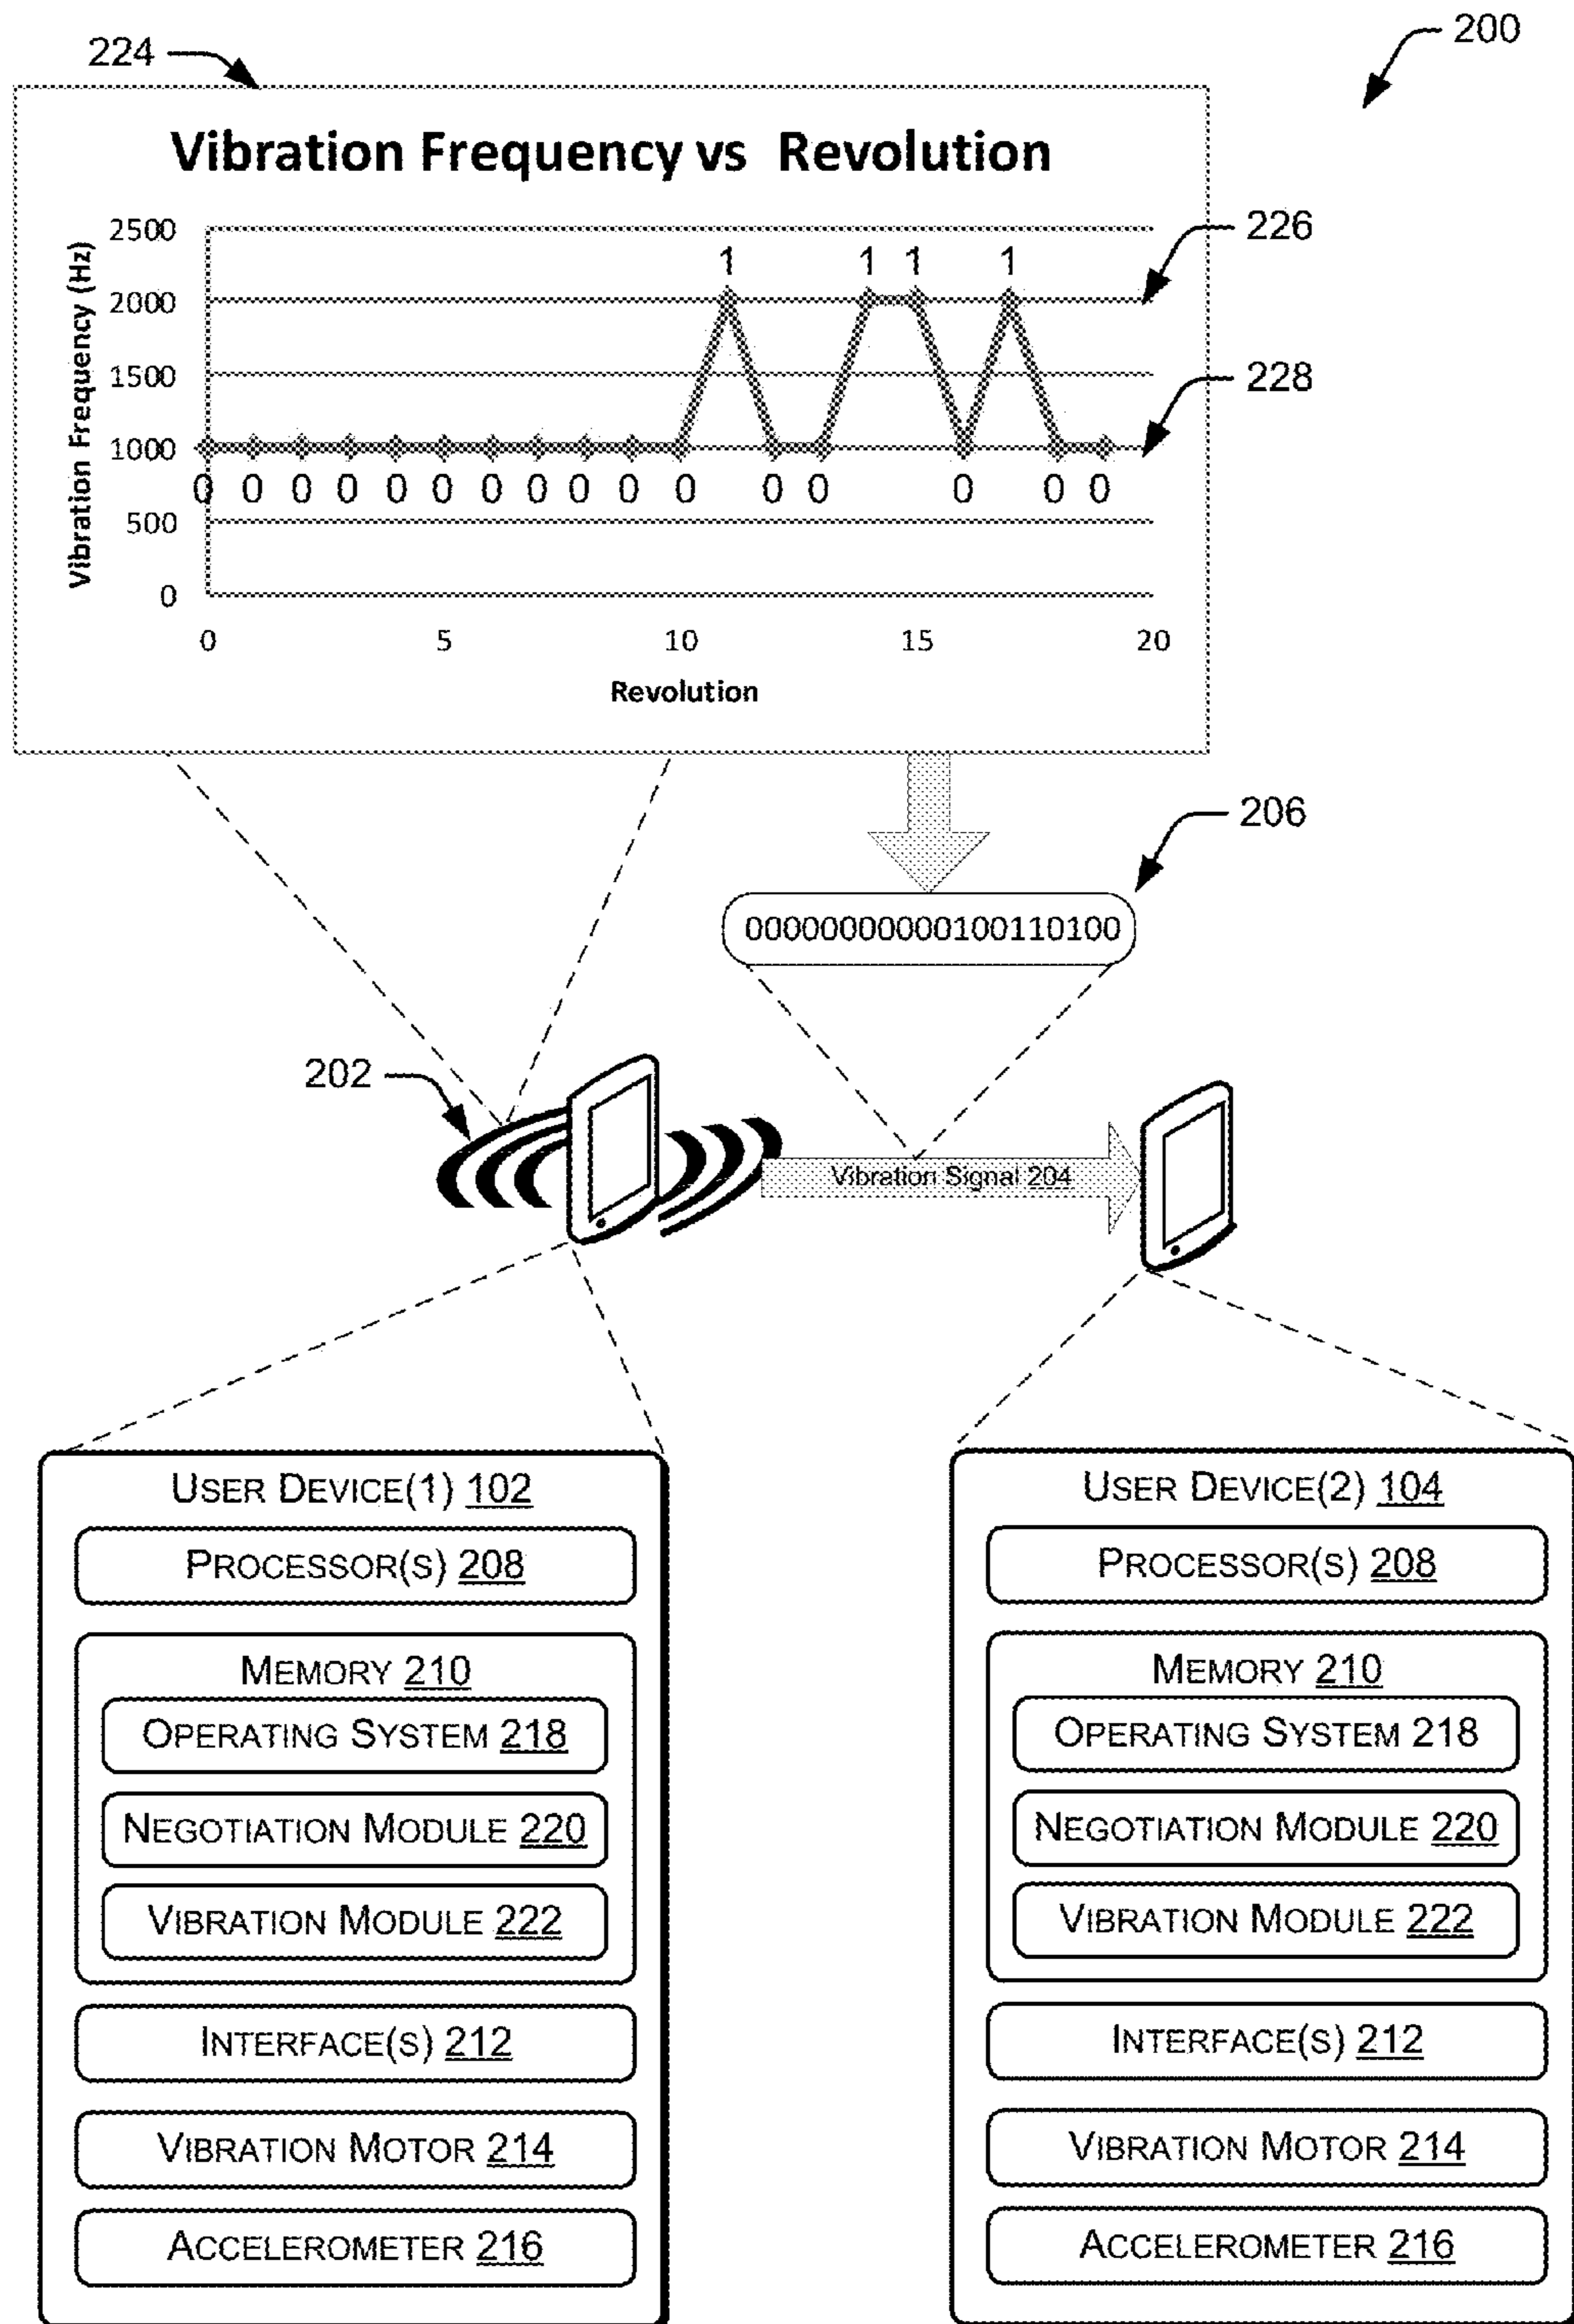 200
224
Vibration Frequency vs Revolution
Vibration Frequency (Hz)
2500
2000
1500
1000
500
0
1 1 1 1
0 0 0 0 0 0 0 0 0 0 0 0 0 0 0 0
226
228
0 5 10 15 20
Revolution
206
00000000000100110100
202
Vibration Signal 204
USER DEVICE(1) 102
PROCESSOR(S) 208
MEMORY 210
OPERATING SYSTEM 218
NEGOTIATION MODULE 220
VIBRATION MODULE 222
INTERFACE(S) 212
VIBRATION MOTOR 214
ACCELEROMETER 216
USER DEVICE(2) 104
PROCESSOR(S) 208
MEMORY 210
OPERATING SYSTEM 218
NEGOTIATION MODULE 220
VIBRATION MODULE 222
INTERFACE(S) 212
VIBRATION MOTOR 214
ACCELEROMETER 216